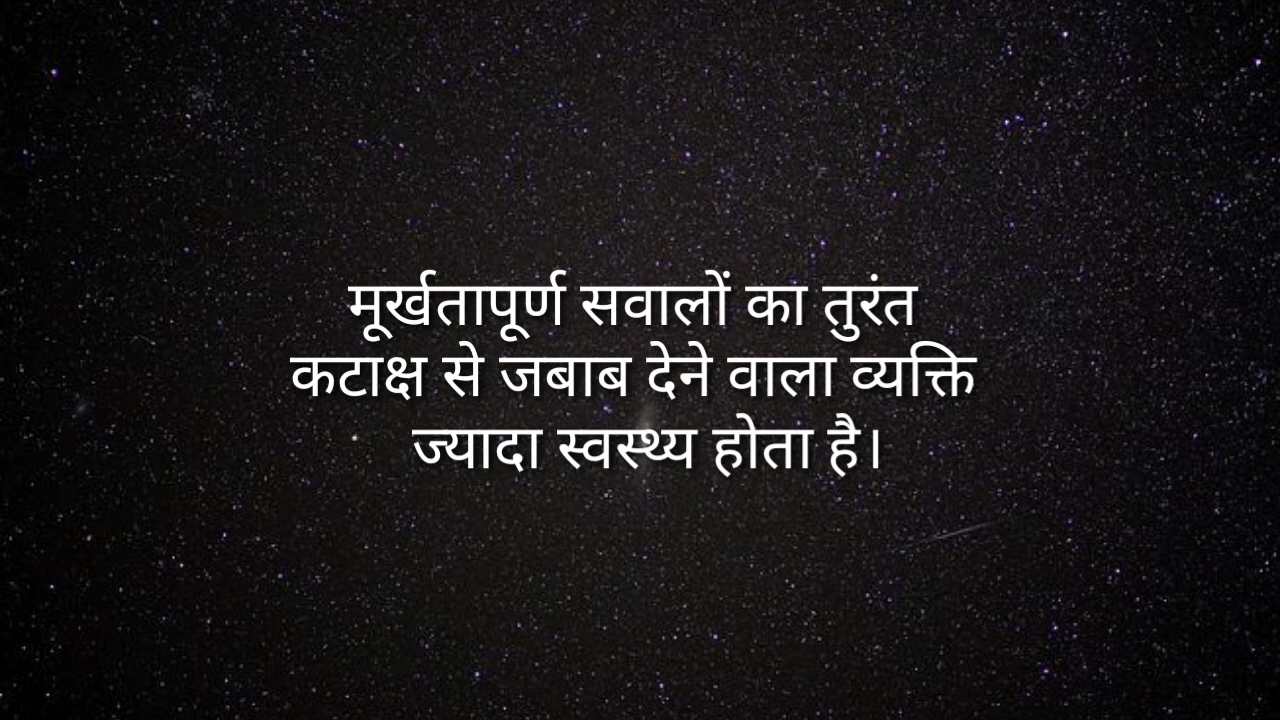 मूर्खतापूर्ण सवालों का तुरंत
कटाक्ष से जबाब देने वाला व्यक्ति
ज्यादा स्वस्थ्य होता है।